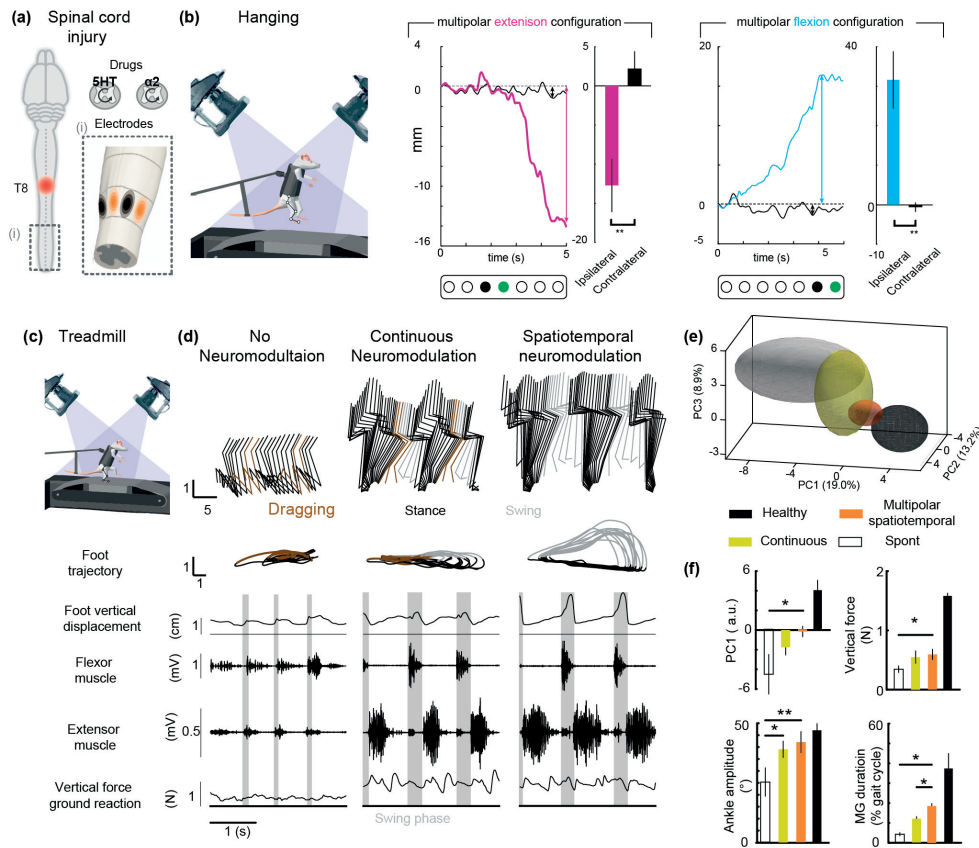 (a) Spinal cord
injury
Drugs
5HT
α2
(i)
Electrodes
T8
(i)
(b) Hanging
multipolar extenison configuration
mm
0
-10
-16
0
5
time (s)
5
0
-5
-20
**
Ipsilateral
Contralateral
multipolar flexion configuration
20
0
-5
0
5
time (s)
40
0
-10
**
Ipsilateral
Contralateral
(c) Treadmill
(d) No
Neuromodultaion
Continuous
Neuromodulation
Spatiotemporal
neuromodulation
1
5
Dragging
Stance
Swing
Foot
trajectory
1
1
Foot vertical
displacement
1
(cm)
Flexor
muscle
1
(mV)
Extensor
muscle
0.5
(mV)
Vertical force
ground reaction
1
(N)
1 (s)
Swing phase
(e)
PC3 (8.9%)
6
3
0
-3
-8
-4
0
4
PC1 (19.0%)
4
0
-4
PC2 (13.2%)
Healthy
Multipolar
spatiotemporal
Continuous
Spont
(f)
PC1 ( a.u.)
6
0
-6
*
Vertical force
(N)
2
1
0
*
Ankle amplitude
(°)
50
0
*
**
MG duratioin
(% gait cycle)
60
0
*
*